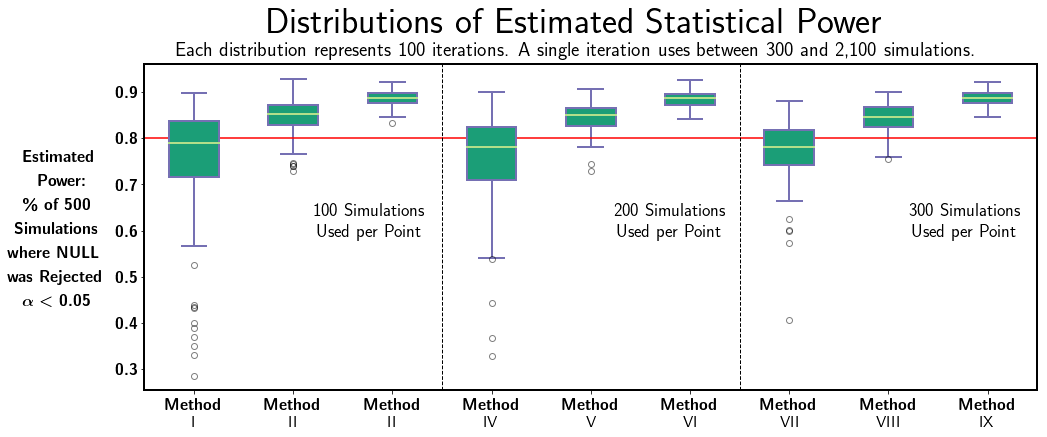 Distributions of Estimated Statistical Power
Each distribution represents 100 iterations. A single iteration uses between 300 and 2,100 simulations.
Estimated
Power:
% of 500
Simulations
where NULL
was Rejected
α < 0.05
0.9
0.8
0.7
0.6
0.5
0.4
0.3
100 Simulations
Used per Point
200 Simulations
Used per Point
300 Simulations
Used per Point
Method Method Method Method Method Method Method Method Method
I II II IV V VI VII VIII IX